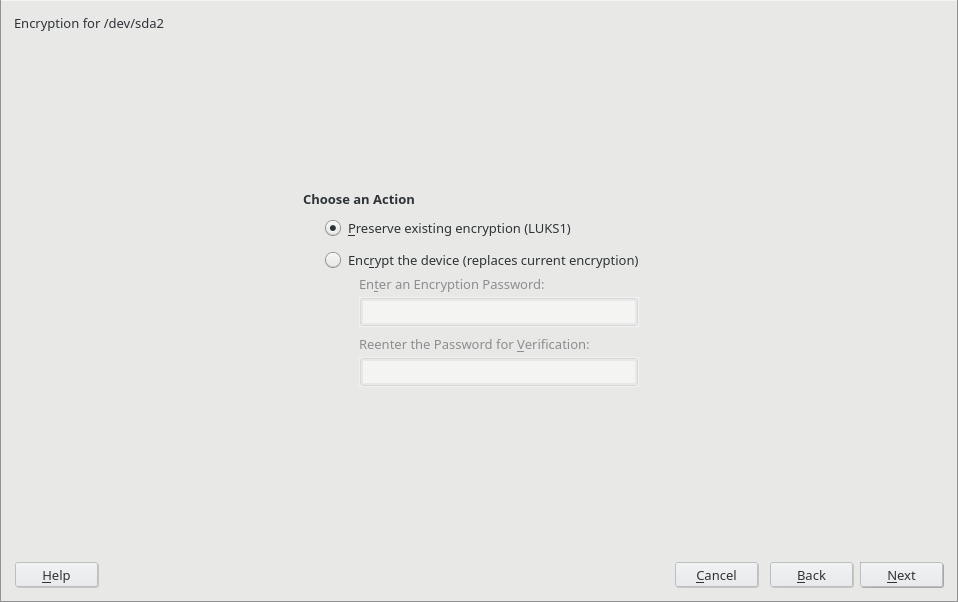 Encryption for /dev/sda2
Choose an Action
Preserve existing encryption (LUKS1)
Encrypt the device (replaces current encryption)
Enter an Encryption Password:
Reenter the Password for Verification:
Help
Cancel
Back
Next